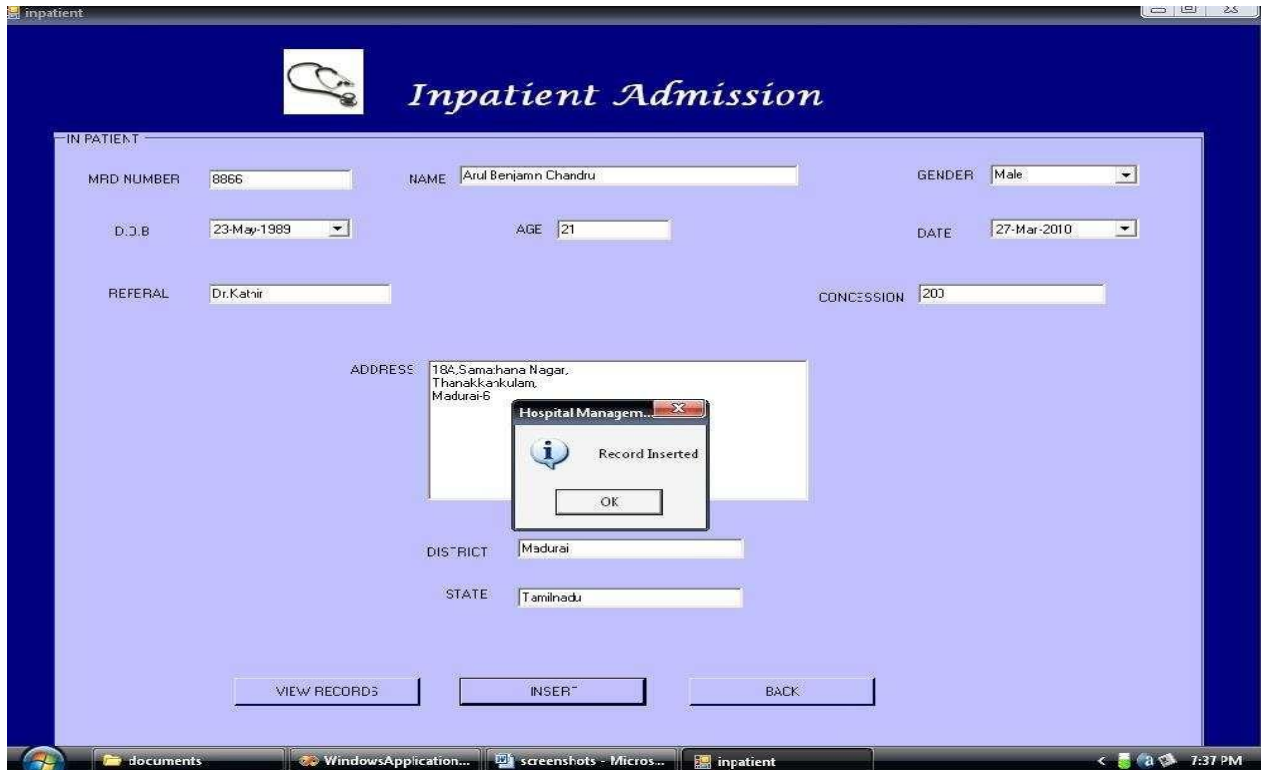 inpatient
Inpatient Admission
IN PATIENT
MRD NUMBER 8866 NAME Arul Benjamn Chandru GENDER Male
D.O.B 23-May-1989 AGE 21 DATE 27-Mar-2010
REFERAL Dr.Kathir CONCESSION 200
ADDRESS 18A,Samathana Nagar,
Thanakkankulam,
Madurai-6
Hospital Managem...
Record Inserted
OK
DISTRICT Madurai
STATE Tamilnadu
VIEW RECORDS INSERT BACK
documents WindowsApplication... screenshots - Micros... inpatient 7:37 PM